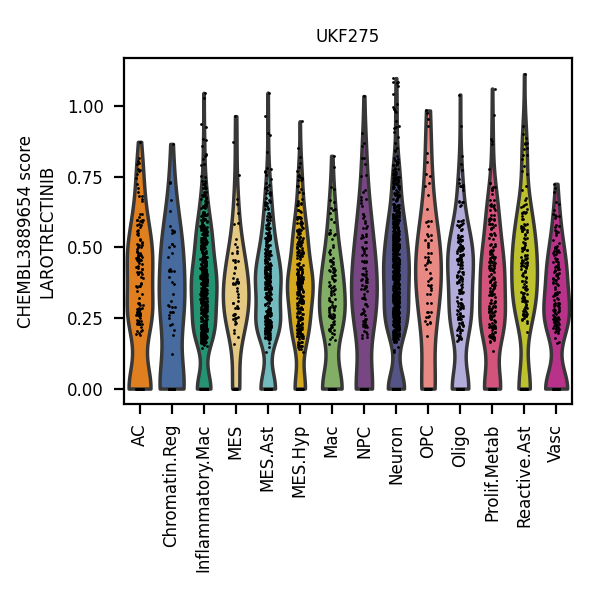 UKF275
CHEMBL3889654 score
LAROTRECTINIB
1.00
0.75
0.50
0.25
0.00
AC
Chromatin.Reg
Inflammatory.Mac
MES
MES.Ast
MES.Hyp
Mac
NPC
Neuron
OPC
Oligo
Prolif.Metab
Reactive.Ast
Vasc